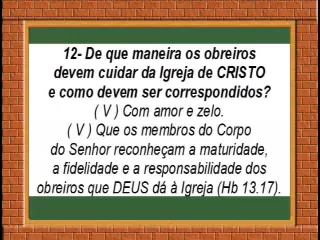 12- De que maneira os obreiros
devem cuidar da Igreja de CRISTO
e como devem ser correspondidos?
( V ) Com amor e zelo.
( V ) Que os membros do Corpo
do Senhor reconheçam a maturidade,
a fidelidade e a responsabilidade dos
obreiros que DEUS dá à Igreja (Hb 13.17).